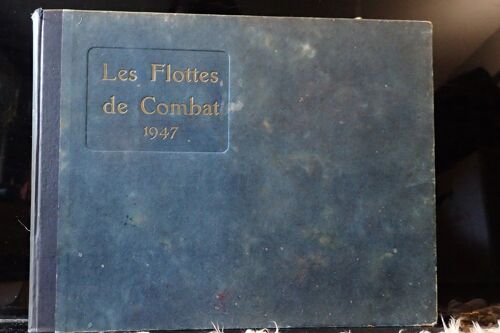 Les Flottes
de Combat
1947